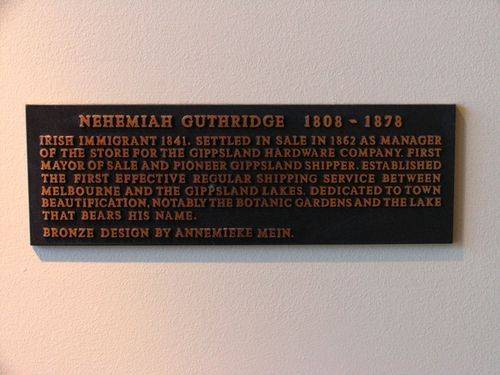 NEHEMIAH GUTHRIDGE 1808 - 1878
IRISH IMMIGRANT 1841. SETTLED IN SALE IN 1862 AS MANAGER
OF THE STORE FOR THE GIPPSLAND HARDWARE COMPANY. FIRST
MAYOR OF SALE AND PIONEER GIPPSLAND SHIPPER. ESTABLISHED
THE FIRST EFFECTIVE REGULAR SHIPPING SERVICE BETWEEN
MELBOURNE AND THE GIPPSLAND LAKES. DEDICATED TO TOWN
BEAUTIFICATION, NOTABLY THE BOTANIC GARDENS AND THE LAKE
THAT BEARS HIS NAME.
BRONZE DESIGN BY ANNEMIEKE MEIN.